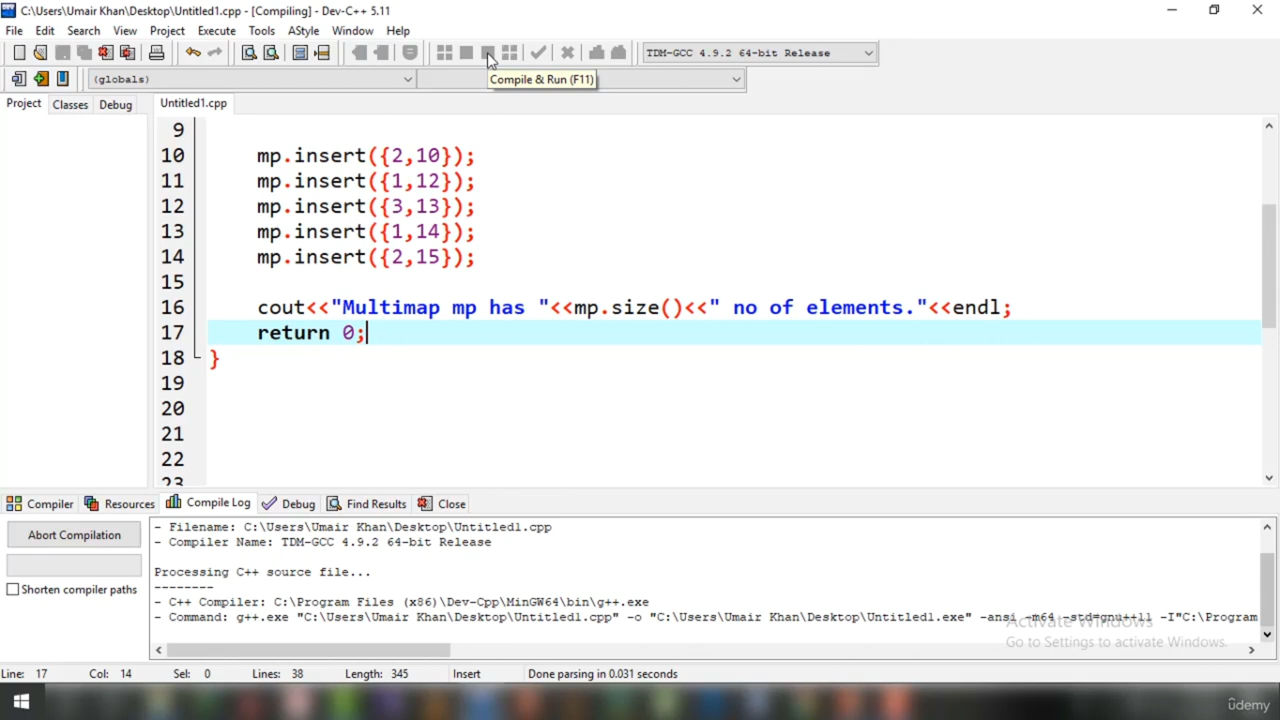 C:\Users\Umair Khan\Desktop\Untitled1.cpp - [Compiling] - Dev-C++ 5.11
File Edit Search View Project Execute Tools AStyle Window Help
TDM-GCC 4.9.2 64-bit Release
(globals)
Compile & Run (F11)
Project Classes Debug Untitled1.cpp
9
10 mp.insert({2,10});
11 mp.insert({1,12});
12 mp.insert({3,13});
13 mp.insert({1,14});
14 mp.insert({2,15});
15
16 cout<<"Multimap mp has "<<mp.size()<<" no of elements."<<endl;
17 return 0;
18 }
19
20
21
22
23
Compiler Resources Compile Log Debug Find Results Close
Abort Compilation
Shorten compiler paths
- Filename: C:\Users\Umair Khan\Desktop\Untitled1.cpp
- Compiler Name: TDM-GCC 4.9.2 64-bit Release
Processing C++ source file...
--------
- C++ Compiler: C:\Program Files (x86)\Dev-Cpp\MinGW64\bin\g++.exe
- Command: g++.exe "C:\Users\Umair Khan\Desktop\Untitled1.cpp" -o "C:\Users\Umair Khan\Desktop\Untitled1.exe" -ansi -m64 -std=gnu++11 -I"C:\Program
Activate Windows
Go to Settings to activate Windows.
Line: 17 Col: 14 Sel: 0 Lines: 38 Length: 345 Insert Done parsing in 0.031 seconds
udemy